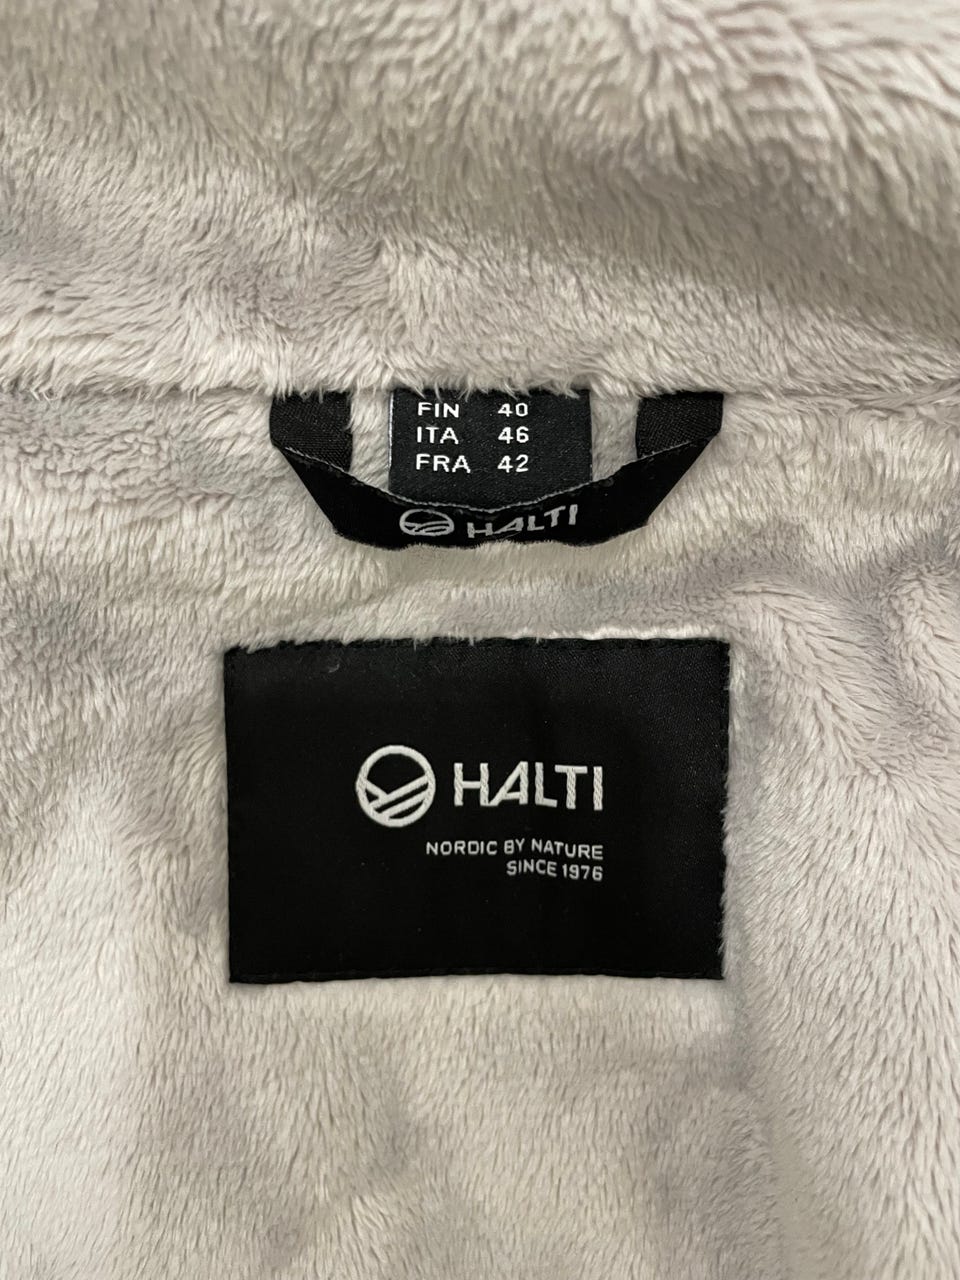 FIN 40
ITA 46
FRA 42
HALTI
HALTI
NORDIC BY NATURE
SINCE 1976